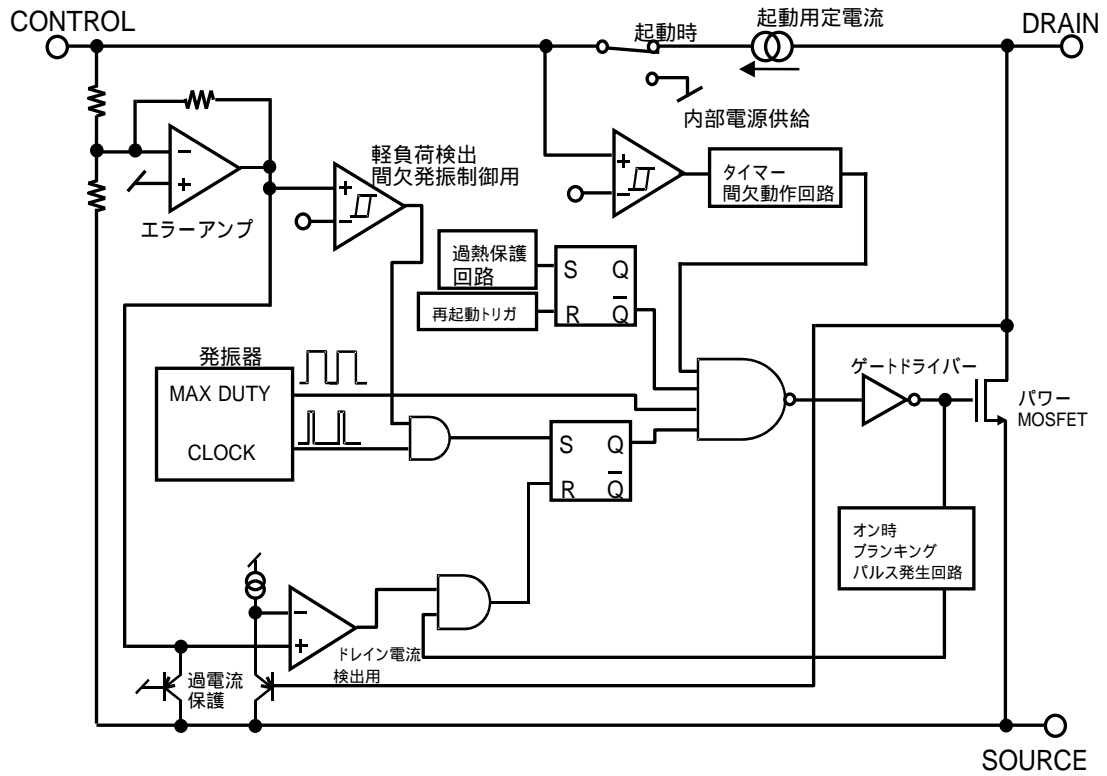 CONTROL
起動時
起動用定電流
DRAIN
内部電源供給
−
+
エラーアンプ
軽負荷検出
間欠発振制御用
+
−
+
−
タイマー
間欠動作回路
過熱保護
回路
再起動トリガ
S Q
R Q
発振器
MAX DUTY
CLOCK
ゲートドライバー
パワー
MOSFET
S Q
R Q
オン時
ブランキング
パルス発生回路
−
+
ドレイン電流
検出用
過電流
保護
SOURCE